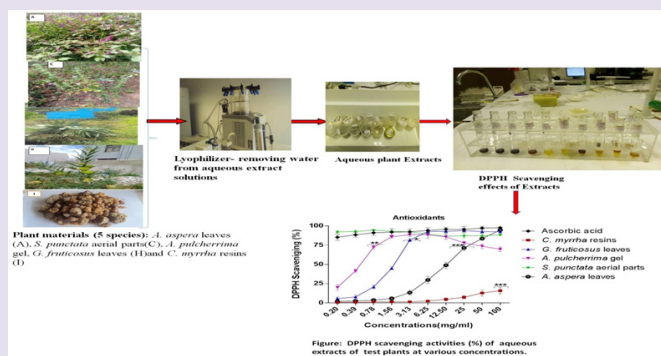 A
Lyophilizer- removing water
from aqueous extract
solutions
Aqueous plant Extracts
DPPH Scavenging
effects of Extracts
Plant materials (5 species): A. aspera leaves
(A), S. punctata aerial parts(C), A. pulcherrima
gel, G. fruticosus leaves (H)and C. myrrha resins
(I)
Antioxidants
DPPH Scavenging (%)
100
75
50
25
0
**
***
***
***
0.20
0.39
0.78
1.56
3.13
6.25
12.50
25
50
100
Concentrations(mg/ml)
Ascorbic acid
C. myrrha resins
G. fruticosus leaves
A. pulcherrima gel
S. punctata aerial parts
A. aspera leaves
Figure: DPPH scavenging activities (%) of aqueous
extracts of test plants at various concentrations.